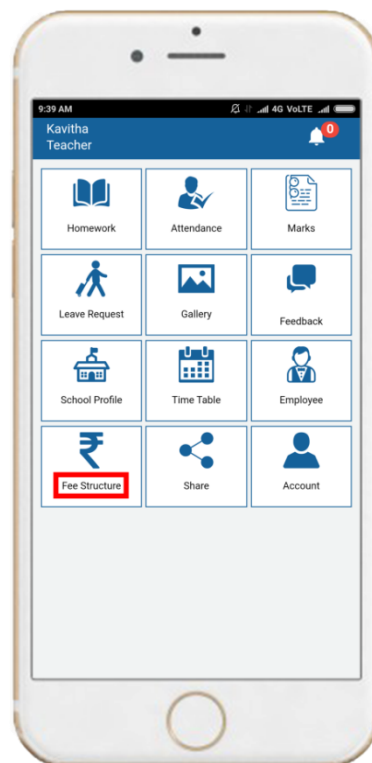 9:39 AM 4G VoLTE
Kavitha
Teacher
0
Homework Attendance Marks
Leave Request Gallery Feedback
School Profile Time Table Employee
Fee Structure Share Account